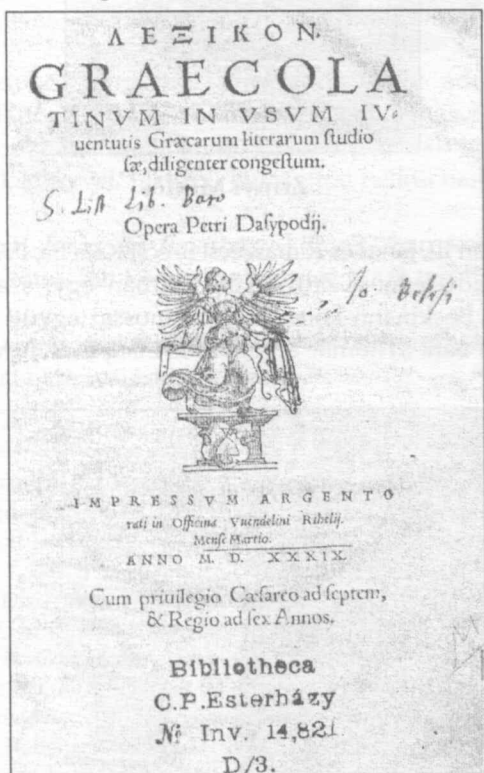 ΛΕΞΙΚΟΝ.
GRAECOLA
TINVM IN VSVM IV-
uentutis Græcarum literarum ſtudio
ſæ, diligenter congeſtum.
Opera Petri Daſypodij.
IMPRESSVM ARGENTO
rati in Officina Vuendelini Rihelij.
Menſe Martio.
ANNO M. D. XXXIX.
Cum priuilegio Cæſareo ad ſeptem,
& Regio ad ſex Annos.
Bibliotheca
C.P.Esterházy
№ Inv. 14,821
D/3.